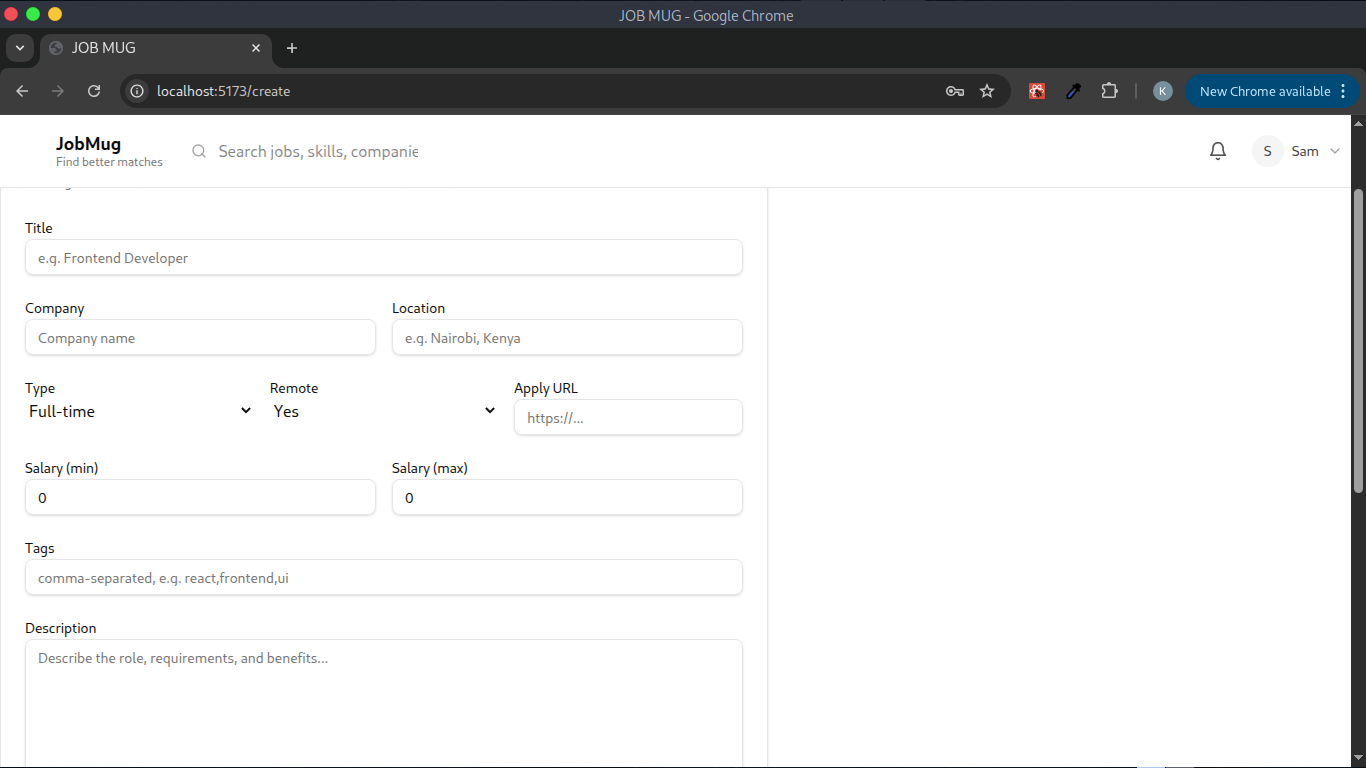 JOB MUG - Google Chrome
JOB MUG
localhost:5173/create
K
New Chrome available
JobMug
Find better matches
Search jobs, skills, companie
S
Sam
Title
e.g. Frontend Developer
Company
Location
Company name
e.g. Nairobi, Kenya
Type
Remote
Apply URL
Full-time
Yes
https://...
Salary (min)
Salary (max)
0
0
Tags
comma-separated, e.g. react,frontend,ui
Description
Describe the role, requirements, and benefits...